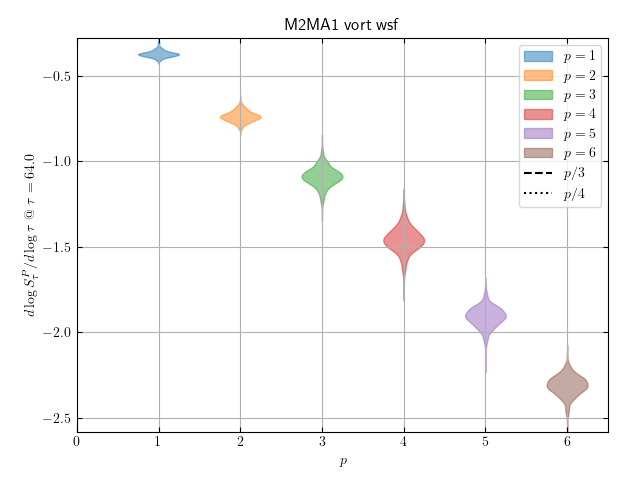 M2MA1 vort wsf
d log S_τ^P / d log τ @ τ = 64.0
−0.5
−1.0
−1.5
−2.0
−2.5
0 1 2 3 4 5 6
p
p = 1
p = 2
p = 3
p = 4
p = 5
p = 6
p/3
p/4